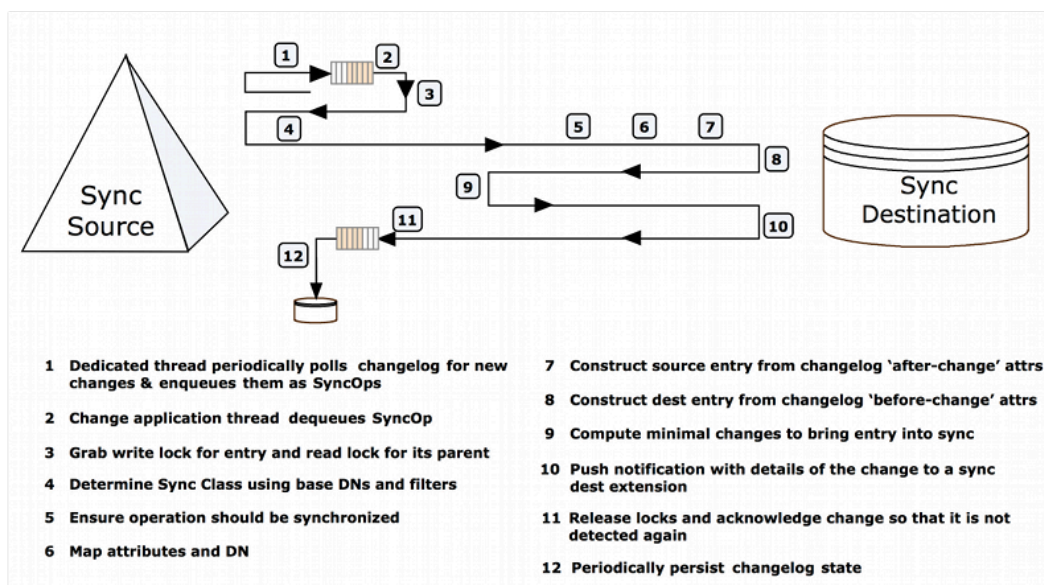 1
2
3
4
5
6
7
8
9
10
11
12
Sync
Source
Sync
Destination
1 Dedicated thread periodically polls changelog for new
changes & enqueues them as SyncOps
2 Change application thread dequeues SyncOp
3 Grab write lock for entry and read lock for its parent
4 Determine Sync Class using base DNs and filters
5 Ensure operation should be synchronized
6 Map attributes and DN
7 Construct source entry from changelog ‘after-change’ attrs
8 Construct dest entry from changelog ‘before-change’ attrs
9 Compute minimal changes to bring entry into sync
10 Push notification with details of the change to a sync
dest extension
11 Release locks and acknowledge change so that it is not
detected again
12 Periodically persist changelog state